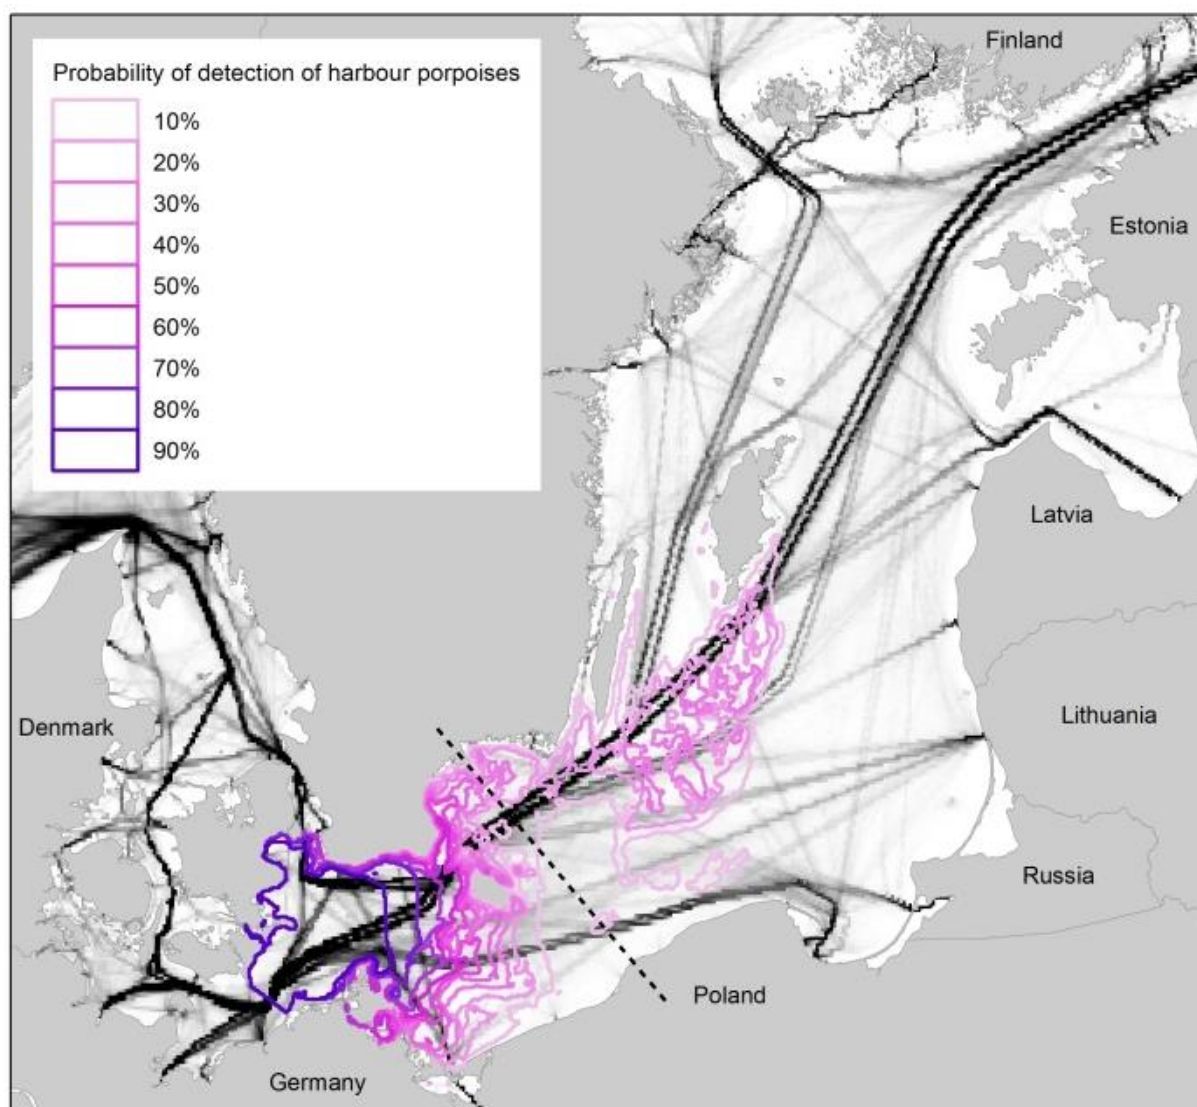 Finland
Probability of detection of harbour porpoises
10%
20%
30%
40%
50%
60%
70%
80%
90%
Estonia
Latvia
Denmark
Lithuania
Russia
Poland
Germany